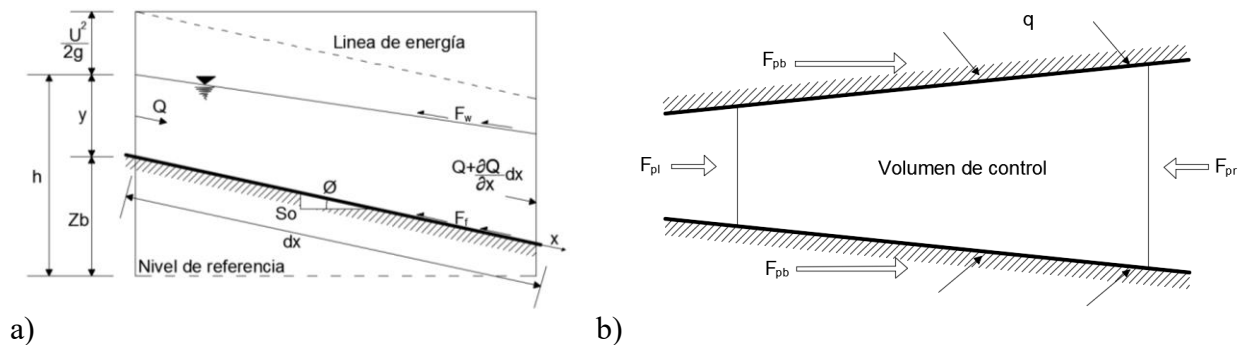 U²
2g
Linea de energía
Q
y
F_w
h
Q+∂Q/∂x dx
Ø
So
F_f
Zb
dx
x
Nivel de referencia
a)
q
F_pb
F_pl
Volumen de control
F_pr
F_pb
b)